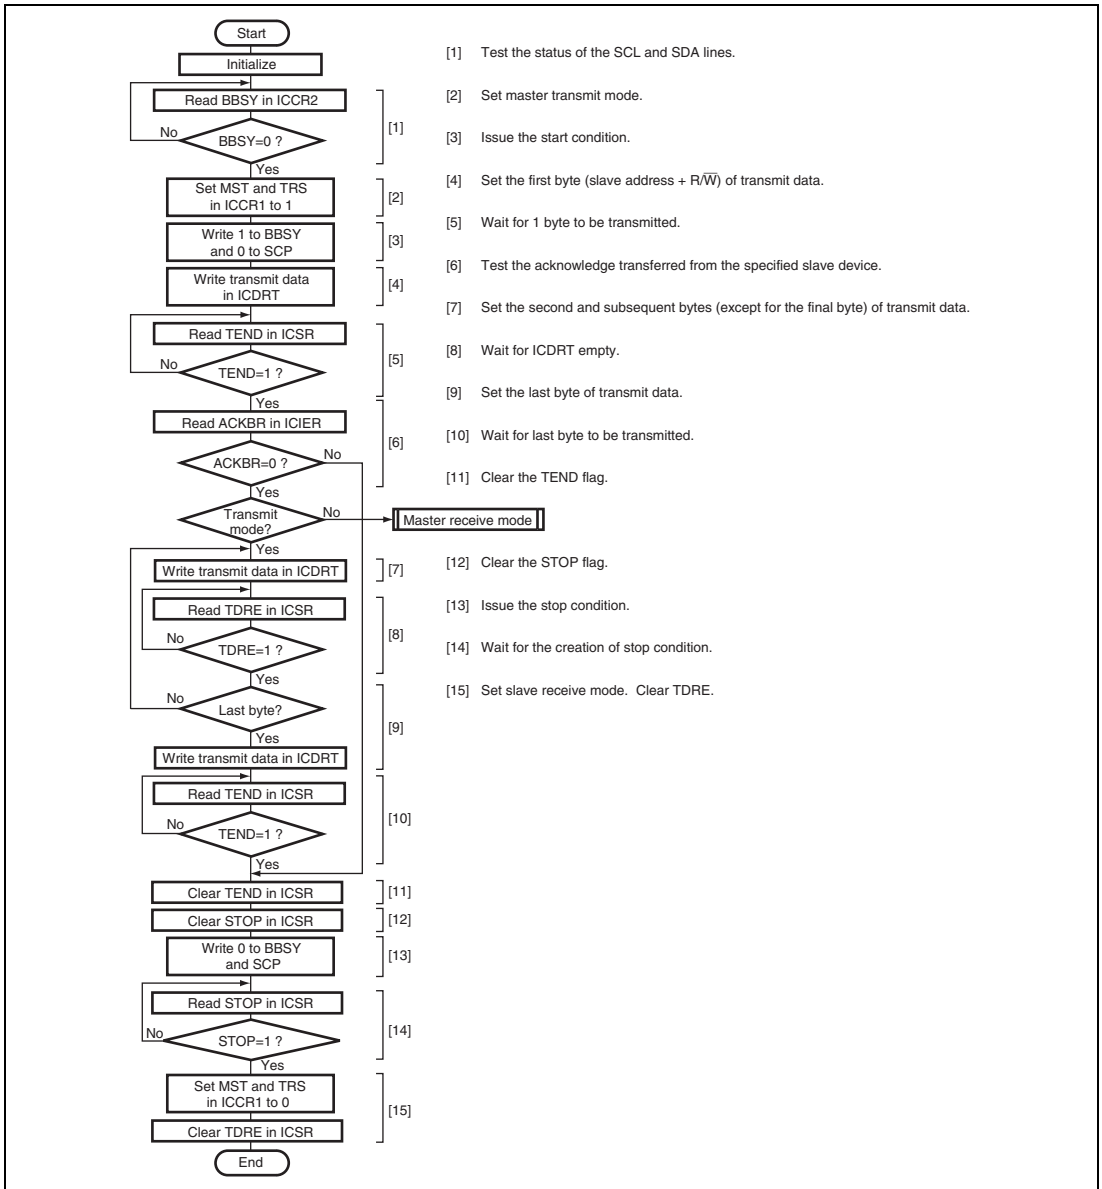 Start
Initialize
Read BBSY in ICCR2
No
BBSY=0 ?
[1]
Yes
Set MST and TRS
in ICCR1 to 1
[2]
Write 1 to BBSY
and 0 to SCP
[3]
Write transmit data
in ICDRT
[4]
Read TEND in ICSR
No
TEND=1 ?
[5]
Yes
Read ACKBR in ICIER
[6]
ACKBR=0 ?
No
Yes
Transmit
mode?
No
Master receive mode
Yes
Write transmit data in ICDRT
[7]
Read TDRE in ICSR
No
TDRE=1 ?
[8]
Yes
No
Last byte?
[9]
Yes
Write transmit data in ICDRT
Read TEND in ICSR
No
TEND=1 ?
[10]
Yes
Clear TEND in ICSR
[11]
Clear STOP in ICSR
[12]
Write 0 to BBSY
and SCP
[13]
Read STOP in ICSR
No
STOP=1 ?
[14]
Yes
Set MST and TRS
in ICCR1 to 0
[15]
Clear TDRE in ICSR
End
[1] Test the status of the SCL and SDA lines.
[2] Set master transmit mode.
[3] Issue the start condition.
[4] Set the first byte (slave address + R/W̅) of transmit data.
[5] Wait for 1 byte to be transmitted.
[6] Test the acknowledge transferred from the specified slave device.
[7] Set the second and subsequent bytes (except for the final byte) of transmit data.
[8] Wait for ICDRT empty.
[9] Set the last byte of transmit data.
[10] Wait for last byte to be transmitted.
[11] Clear the TEND flag.
[12] Clear the STOP flag.
[13] Issue the stop condition.
[14] Wait for the creation of stop condition.
[15] Set slave receive mode. Clear TDRE.